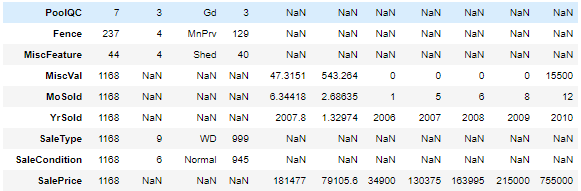 PoolQC 7 3 Gd 3 NaN NaN NaN NaN NaN NaN NaN
Fence 237 4 MnPrv 129 NaN NaN NaN NaN NaN NaN NaN
MiscFeature 44 4 Shed 40 NaN NaN NaN NaN NaN NaN NaN
MiscVal 1168 NaN NaN NaN 47.3151 543.264 0 0 0 0 15500
MoSold 1168 NaN NaN NaN 6.34418 2.68635 1 5 6 8 12
YrSold 1168 NaN NaN NaN 2007.8 1.32974 2006 2007 2008 2009 2010
SaleType 1168 9 WD 999 NaN NaN NaN NaN NaN NaN NaN
SaleCondition 1168 6 Normal 945 NaN NaN NaN NaN NaN NaN NaN
SalePrice 1168 NaN NaN NaN 181477 79105.6 34900 130375 163995 215000 755000